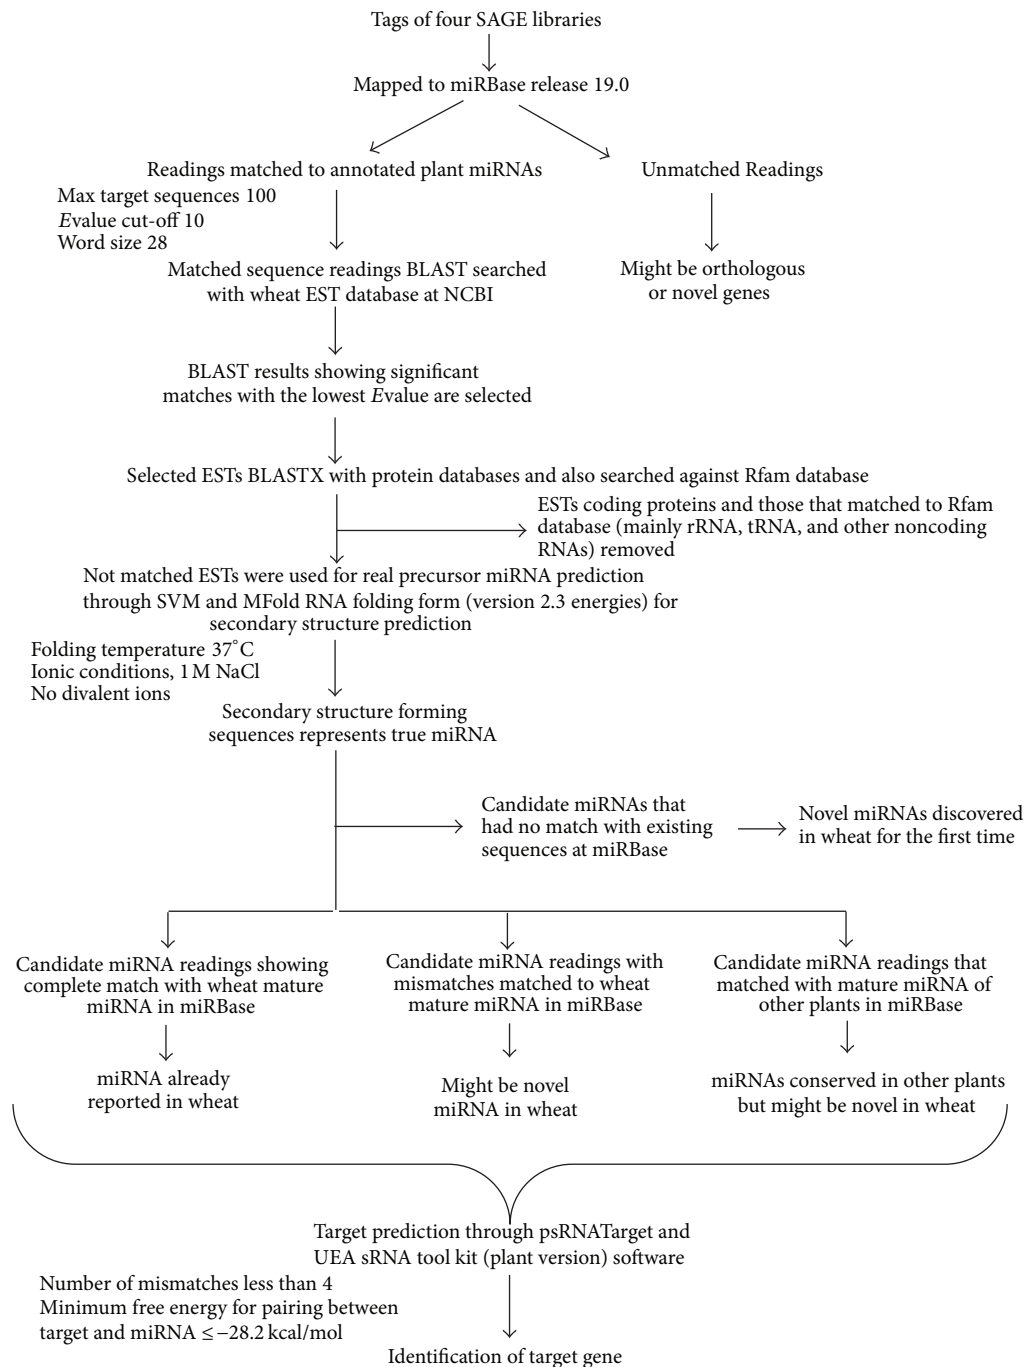 Tags of four SAGE libraries
Mapped to miRBase release 19.0
Readings matched to annotated plant miRNAs
Unmatched Readings
Max target sequences 100
Evalue cut-off 10
Word size 28
Matched sequence readings BLAST searched
with wheat EST database at NCBI
Might be orthologous
or novel genes
BLAST results showing significant
matches with the lowest Evalue are selected
Selected ESTs BLASTX with protein databases and also searched against Rfam database
ESTs coding proteins and those that matched to Rfam
database (mainly rRNA, tRNA, and other noncoding
RNAs) removed
Not matched ESTs were used for real precursor miRNA prediction
through SVM and MFold RNA folding form (version 2.3 energies) for
secondary structure prediction
Folding temperature 37°C
Ionic conditions, 1 M NaCl
No divalent ions
Secondary structure forming
sequences represents true miRNA
Candidate miRNAs that
had no match with existing
sequences at miRBase
Novel miRNAs discovered
in wheat for the first time
Candidate miRNA readings showing
complete match with wheat mature
miRNA in miRBase
Candidate miRNA readings with
mismatches matched to wheat
mature miRNA in miRBase
Candidate miRNA readings that
matched with mature miRNA of
other plants in miRBase
miRNA already
reported in wheat
Might be novel
miRNA in wheat
miRNAs conserved in other plants
but might be novel in wheat
Target prediction through psRNATarget and
UEA sRNA tool kit (plant version) software
Number of mismatches less than 4
Minimum free energy for pairing between
target and miRNA ≤ −28.2 kcal/mol
Identification of target gene